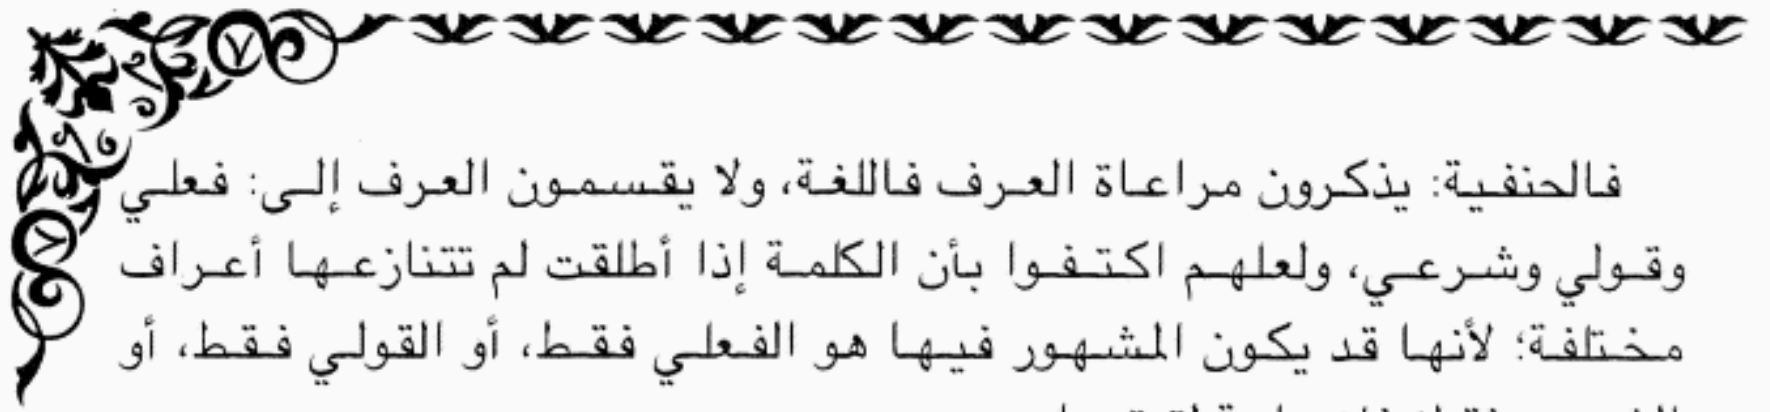 فالحنفية: يذكرون مراعاة العرف فاللغة، ولا يقسمون العرف إلى: فعلي
وقولي وشرعي، ولعلهم اكتفوا بأن الكلمة إذا أطلقت لم تتنازعها أعراف
مختلفة؛ لأنها قد يكون المشهور فيها هو الفعلي فقط، أو القولي فقط، أو